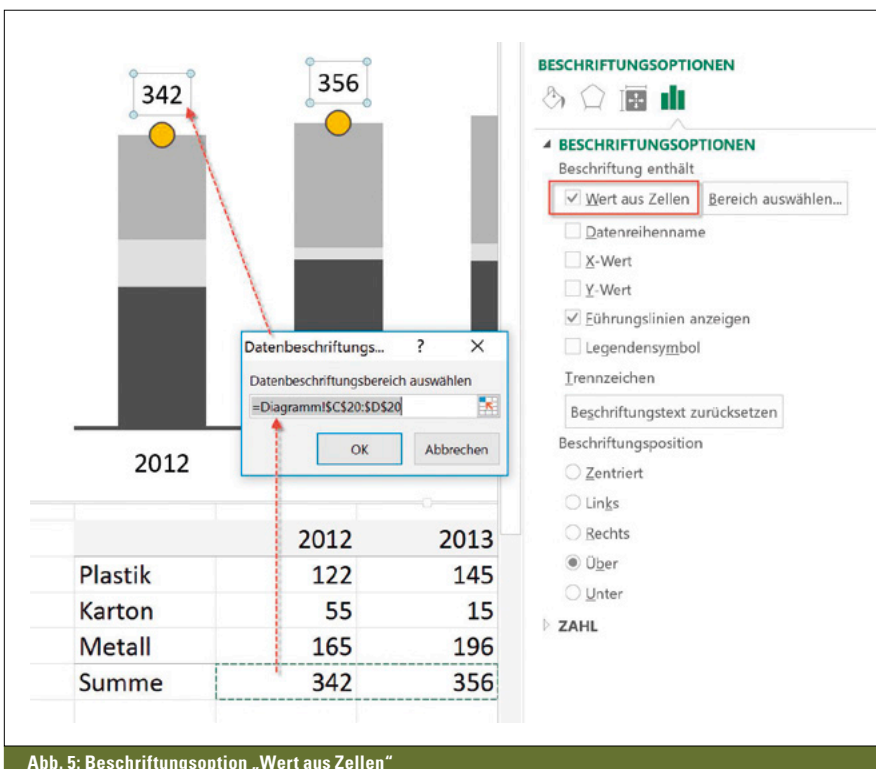 342
356
2012
Datenbeschriftungs... ? ×
Datenbeschriftungsbereich auswählen
=Diagramm!$C$20:$D$20
OK Abbrechen
2012 2013
Plastik 122 145
Karton 55 15
Metall 165 196
Summe 342 356
BESCHRIFTUNGSOPTIONEN
BESCHRIFTUNGSOPTIONEN
Beschriftung enthält
Wert aus Zellen Bereich auswählen...
Datenreihenname
X-Wert
Y-Wert
Führungslinien anzeigen
Legendensymbol
Trennzeichen
Beschriftungstext zurücksetzen
Beschriftungsposition
Zentriert
Links
Rechts
Über
Unter
ZAHL
Abb. 5: Beschriftungsoption „Wert aus Zellen“